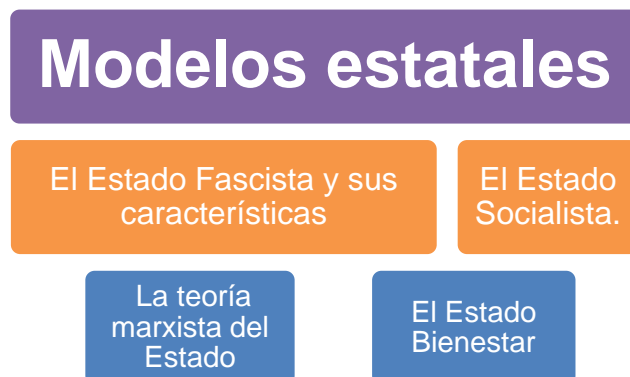 Modelos estatales
El Estado Fascista y sus
características
El Estado
Socialista.
La teoría
marxista del
Estado
El Estado
Bienestar